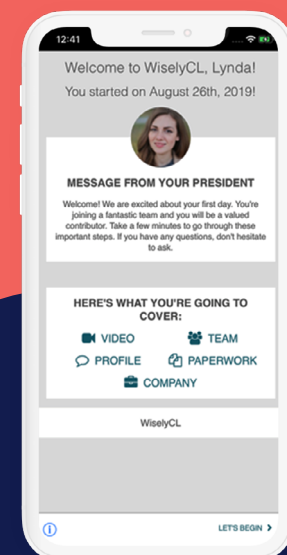 12:41
Welcome to WiselyCL, Lynda!
You started on August 26th, 2019!
MESSAGE FROM YOUR PRESIDENT
Welcome! We are excited about your first day. You're
joining a fantastic team and you will be a valued
contributor. Take a few minutes to go through these
important steps. If you have any questions, don't hesitate
to ask.
HERE'S WHAT YOU'RE GOING TO
COVER:
VIDEO TEAM
PROFILE PAPERWORK
COMPANY
WiselyCL
LET'S BEGIN